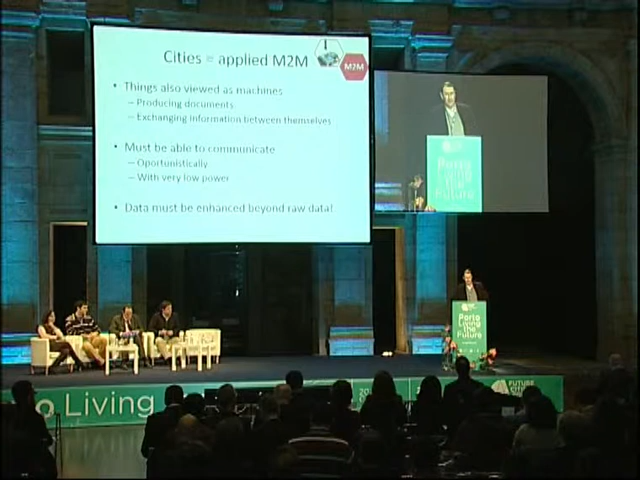 Cities = applied M2M
M2M
• Things also viewed as machines
– Producing documents
– Exchanging information between themselves
• Must be able to communicate
– Oportunistically
– With very low power
• Data must be enhanced beyond raw data!
Porto
Living
the
Future
Porto
Living
the
Future
o Living
20
FUTURE